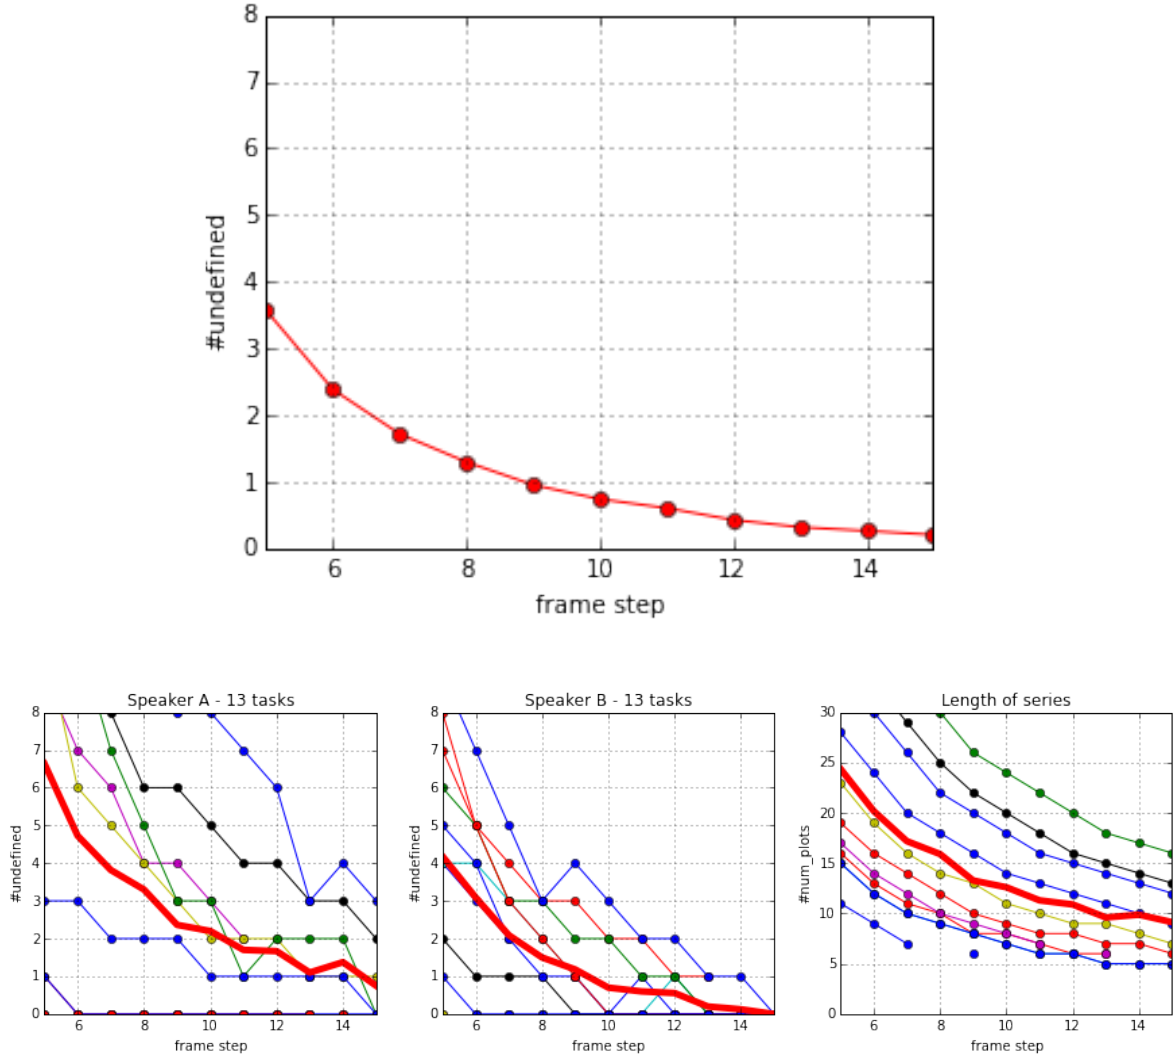 8
7
6
5
4
3
2
1
0
#undefined
6 8 10 12 14
frame step
Speaker A - 13 tasks
8
7
6
5
4
3
2
1
0
#undefined
6 8 10 12 14
frame step
Speaker B - 13 tasks
8
7
6
5
4
3
2
1
0
#undefined
6 8 10 12 14
frame step
Length of series
30
25
20
15
10
5
0
#num_plots
6 8 10 12 14
frame step